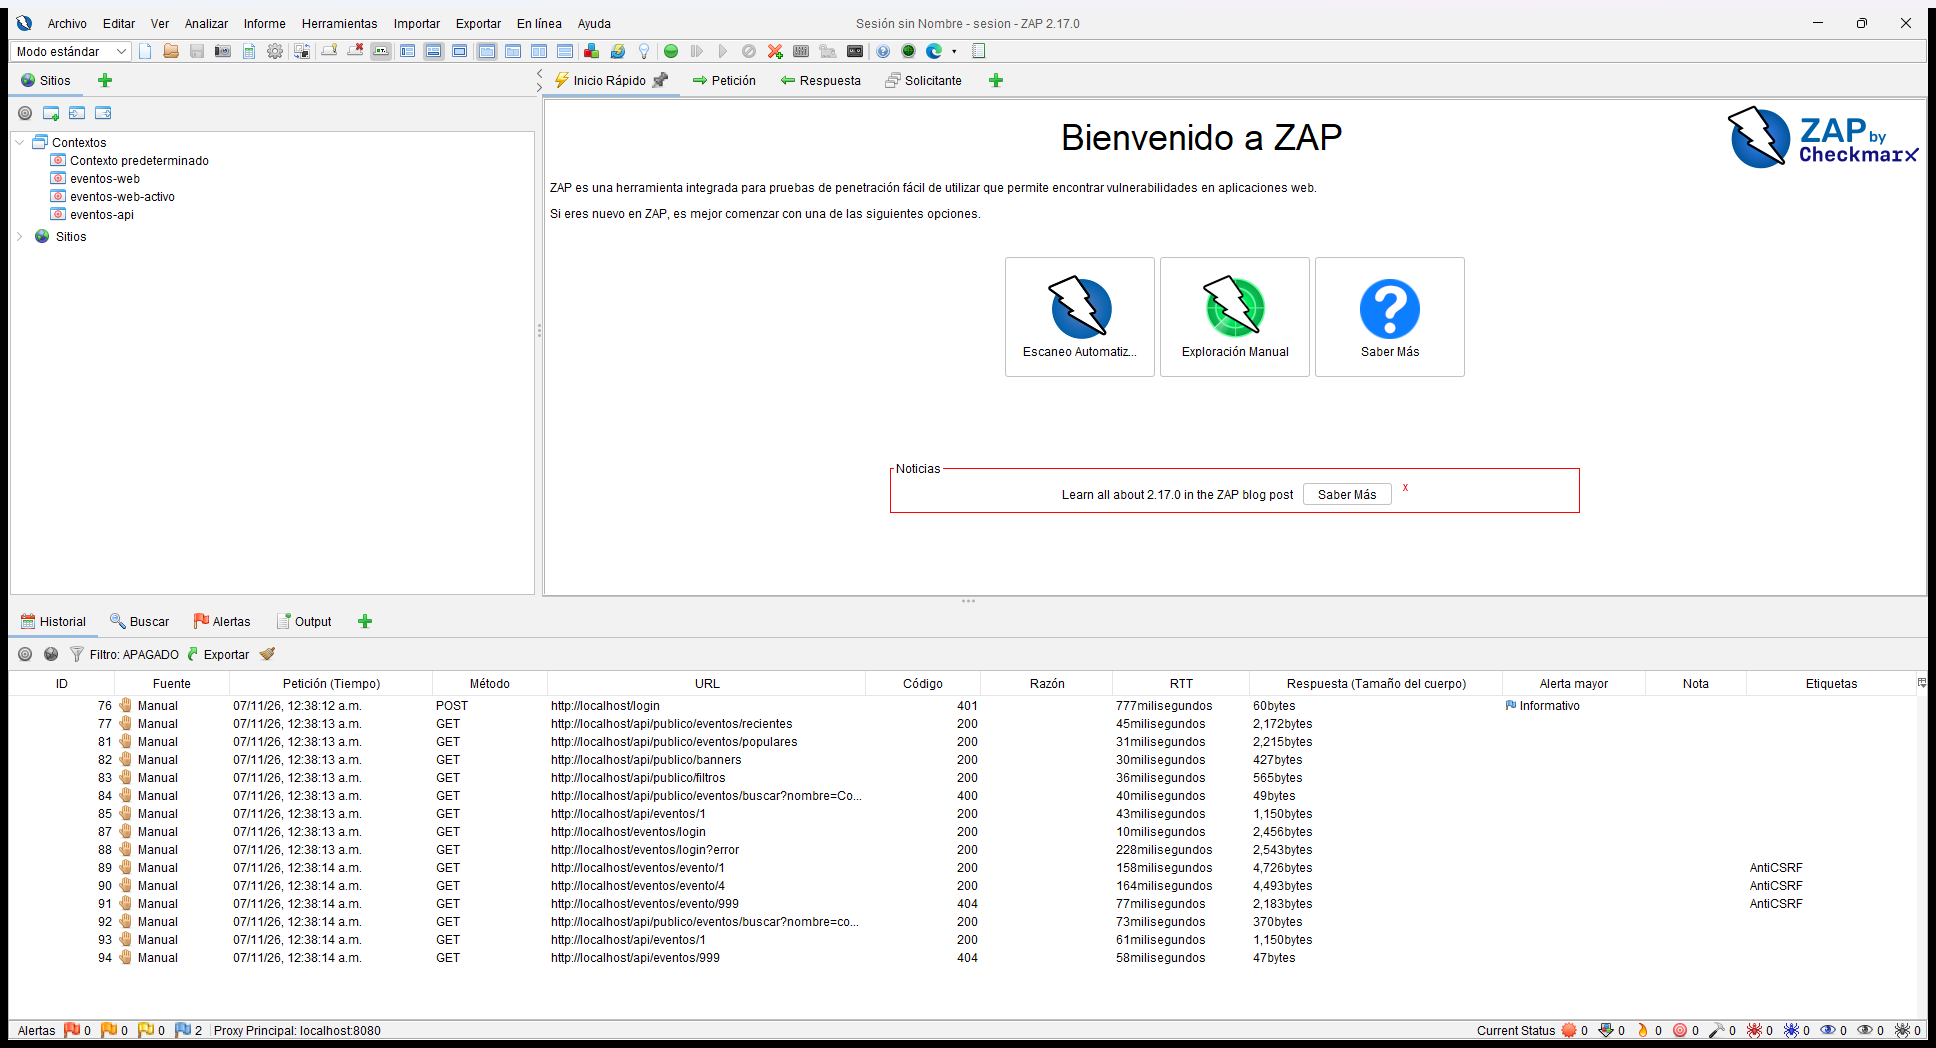 Archivo Editar Ver Analizar Informe Herramientas Importar Exportar En línea Ayuda
Sesión sin Nombre - sesion - ZAP 2.17.0
Modo estándar
Sitios
Inicio Rápido Petición Respuesta Solicitante
Contextos
Contexto predeterminado
eventos-web
eventos-web-activo
eventos-api
Sitios
Bienvenido a ZAP
ZAP by Checkmarx
ZAP es una herramienta integrada para pruebas de penetración fácil de utilizar que permite encontrar vulnerabilidades en aplicaciones web.
Si eres nuevo en ZAP, es mejor comenzar con una de las siguientes opciones.
Escaneo Automatiz... Exploración Manual Saber Más
Noticias
Learn all about 2.17.0 in the ZAP blog post Saber Más X
Historial Buscar Alertas Output
Filtro: APAGADO Exportar
ID Fuente Petición (Tiempo) Método URL Código Razón RTT Respuesta (Tamaño del cuerpo) Alerta mayor Nota Etiquetas
76 Manual 07/11/26, 12:38:12 a.m. POST http://localhost/login 401 777milisegundos 60bytes Informativo
77 Manual 07/11/26, 12:38:13 a.m. GET http://localhost/api/publico/eventos/recientes 200 45milisegundos 2,172bytes
81 Manual 07/11/26, 12:38:13 a.m. GET http://localhost/api/publico/eventos/populares 200 31milisegundos 2,215bytes
82 Manual 07/11/26, 12:38:13 a.m. GET http://localhost/api/publico/banners 200 30milisegundos 427bytes
83 Manual 07/11/26, 12:38:13 a.m. GET http://localhost/api/publico/filtros 200 36milisegundos 565bytes
84 Manual 07/11/26, 12:38:13 a.m. GET http://localhost/api/publico/eventos/buscar?nombre=Co... 400 40milisegundos 49bytes
85 Manual 07/11/26, 12:38:13 a.m. GET http://localhost/api/eventos/1 200 43milisegundos 1,150bytes
87 Manual 07/11/26, 12:38:13 a.m. GET http://localhost/eventos/login 200 10milisegundos 2,456bytes
88 Manual 07/11/26, 12:38:13 a.m. GET http://localhost/eventos/login?error 200 228milisegundos 2,543bytes
89 Manual 07/11/26, 12:38:14 a.m. GET http://localhost/eventos/evento/1 200 158milisegundos 4,726bytes AntiCSRF
90 Manual 07/11/26, 12:38:14 a.m. GET http://localhost/eventos/evento/4 200 164milisegundos 4,493bytes AntiCSRF
91 Manual 07/11/26, 12:38:14 a.m. GET http://localhost/eventos/evento/999 404 77milisegundos 2,183bytes AntiCSRF
92 Manual 07/11/26, 12:38:14 a.m. GET http://localhost/api/publico/eventos/buscar?nombre=co... 200 73milisegundos 370bytes
93 Manual 07/11/26, 12:38:14 a.m. GET http://localhost/api/eventos/1 200 61milisegundos 1,150bytes
94 Manual 07/11/26, 12:38:14 a.m. GET http://localhost/api/eventos/999 404 58milisegundos 47bytes
Alertas 0 0 0 2 Proxy Principal: localhost:8080 Current Status 0 0 0 0 0 0 0 0 0 0